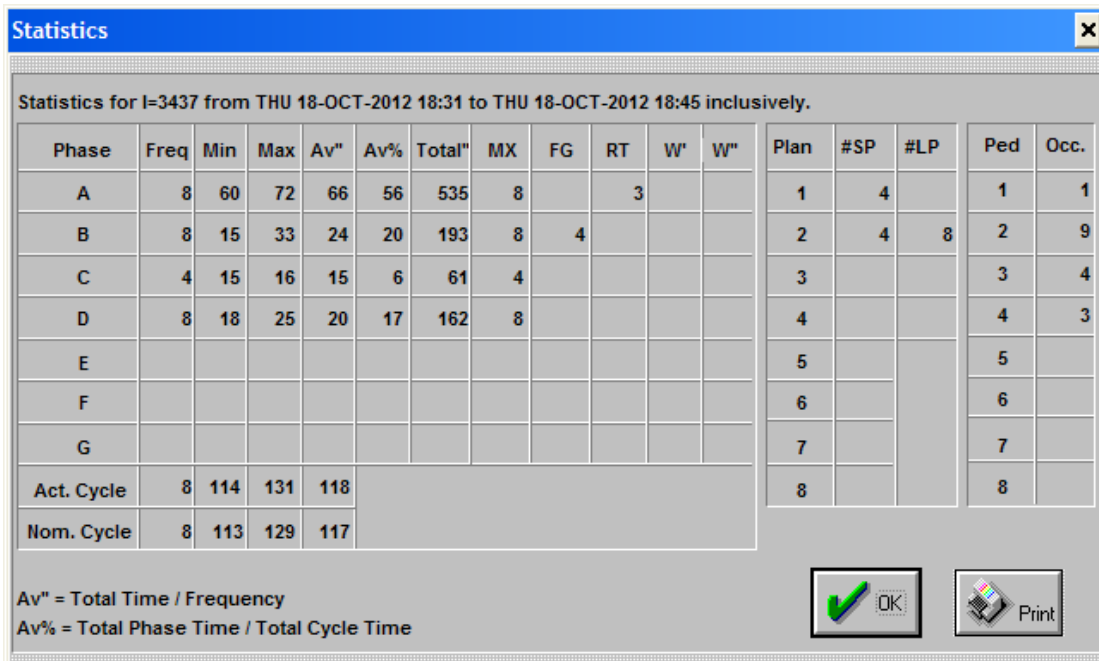 Statistics
Statistics for I=3437 from THU 18-OCT-2012 18:31 to THU 18-OCT-2012 18:45 inclusively.
Phase Freq Min Max Av" Av% Total" MX FG RT W' W" Plan #SP #LP Ped Occ.
A 8 60 72 66 56 535 8 3 1 4 1 1
B 8 15 33 24 20 193 8 4 2 4 8 2 9
C 4 15 16 15 6 61 4 3 3 4
D 8 18 25 20 17 162 8 4 4 3
E 5 5
F 6 6
G 7 7
Act. Cycle 8 114 131 118 8 8
Nom. Cycle 8 113 129 117
Av" = Total Time / Frequency
Av% = Total Phase Time / Total Cycle Time
OK
Print